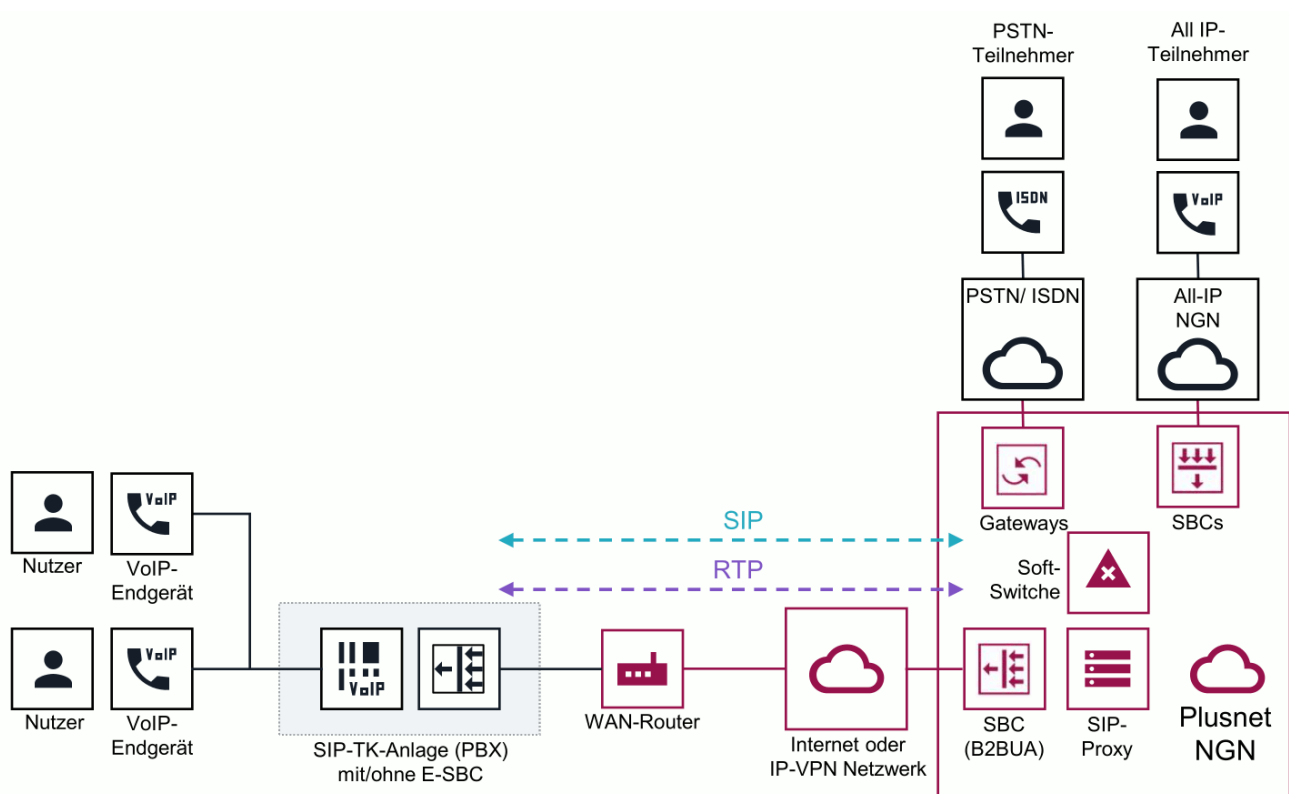 PSTN-
Teilnehmer
All IP-
Teilnehmer
ISDN
VoIP
PSTN/ ISDN
All-IP
NGN
Gateways
SBCs
SIP
RTP
Soft-
Switche
VoIP
Nutzer
VoIP-
Endgerät
VoIP
Nutzer
VoIP-
Endgerät
VoIP
SIP-TK-Anlage (PBX)
mit/ohne E-SBC
WAN-Router
Internet oder
IP-VPN Netzwerk
SBC
(B2BUA)
SIP-
Proxy
Plusnet
NGN